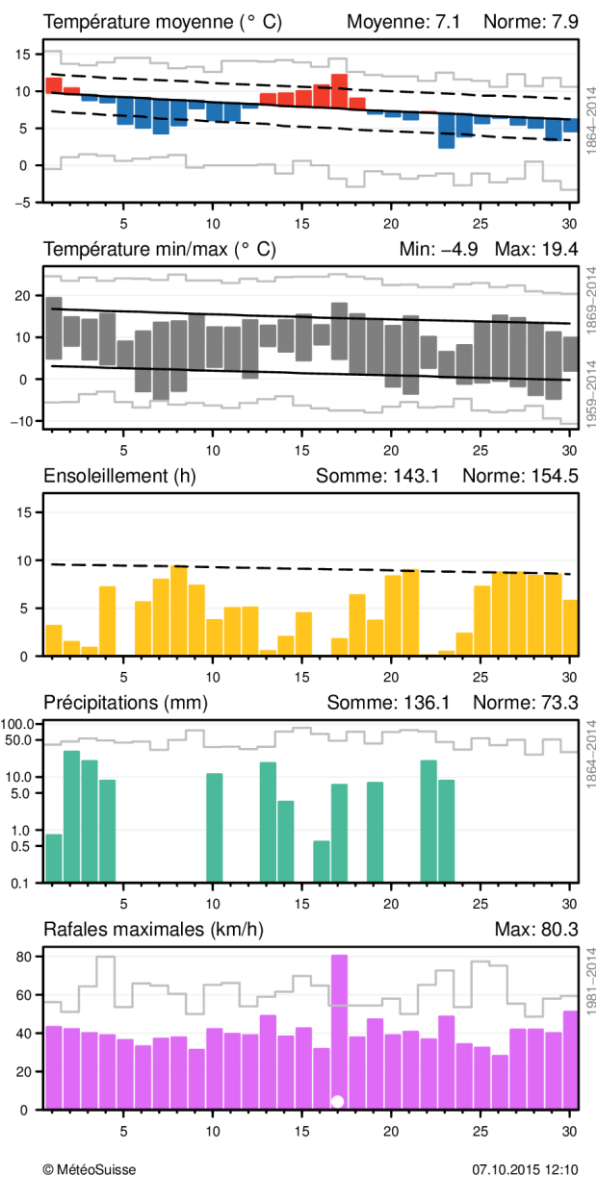 Température moyenne (° C) Moyenne: 7.1 Norme: 7.9
15
10
5
0
−5
5 10 15 20 25 30
1864−2014
Température min/max (° C) Min: −4.9 Max: 19.4
20
10
0
−10
5 10 15 20 25 30
1869−2014
1959−2014
Ensoleillement (h) Somme: 143.1 Norme: 154.5
15
10
5
0
5 10 15 20 25 30
Précipitations (mm) Somme: 136.1 Norme: 73.3
100.0
50.0
10.0
5.0
1.0
0.5
0.1
5 10 15 20 25 30
1864−2014
Rafales maximales (km/h) Max: 80.3
80
60
40
20
0
5 10 15 20 25 30
1981−2014
© MétéoSuisse 07.10.2015 12:10